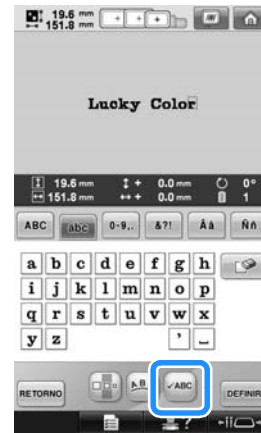 19.6 mm
151.8 mm
Lucky Color
19.6 mm 0.0 mm 0°
151.8 mm 0.0 mm 1
ABC abc 0-9,. &?! Ää Ññ
a b c d e f g h
i j k l m n o p
q r s t u v w x
y z ' _
RETORNO A B ✓ABC DEFINIR